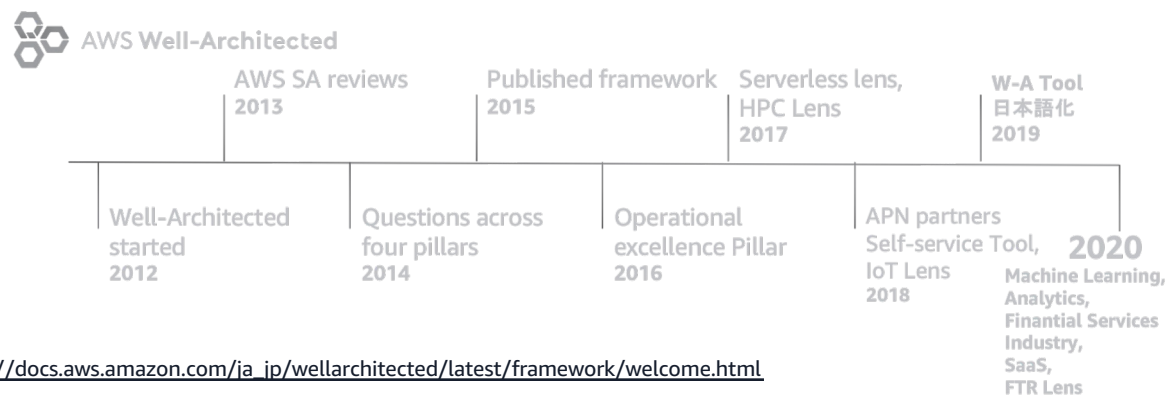 AWS Well-Architected
AWS SA reviews
2013
Published framework
2015
Serverless lens,
HPC Lens
2017
W-A Tool
日本語化
2019
Well-Architected
started
2012
Questions across
four pillars
2014
Operational
excellence Pillar
2016
APN partners
Self-service Tool,
IoT Lens
2018
2020
Machine Learning,
Analytics,
Finantial Services
Industry,
SaaS,
FTR Lens
//docs.aws.amazon.com/ja_jp/wellarchitected/latest/framework/welcome.html